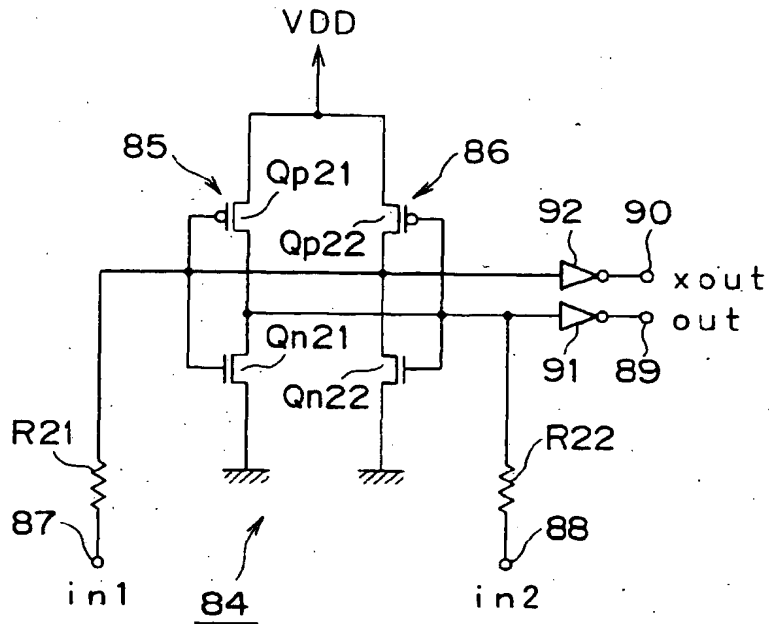 VDD
85
86
Qp21
Qp22
92
90
xout
out
Qn21
91
89
Qn22
R21
R22
87
88
in1
in2
84